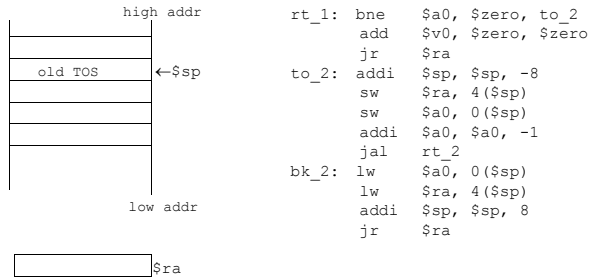 high addr
old TOS
←$sp
low addr
$ra
rt_1: bne $a0, $zero, to_2
add $v0, $zero, $zero
jr $ra
to_2: addi $sp, $sp, -8
sw $ra, 4($sp)
sw $a0, 0($sp)
addi $a0, $a0, -1
jal rt_2
bk_2: lw $a0, 0($sp)
lw $ra, 4($sp)
addi $sp, $sp, 8
jr $ra